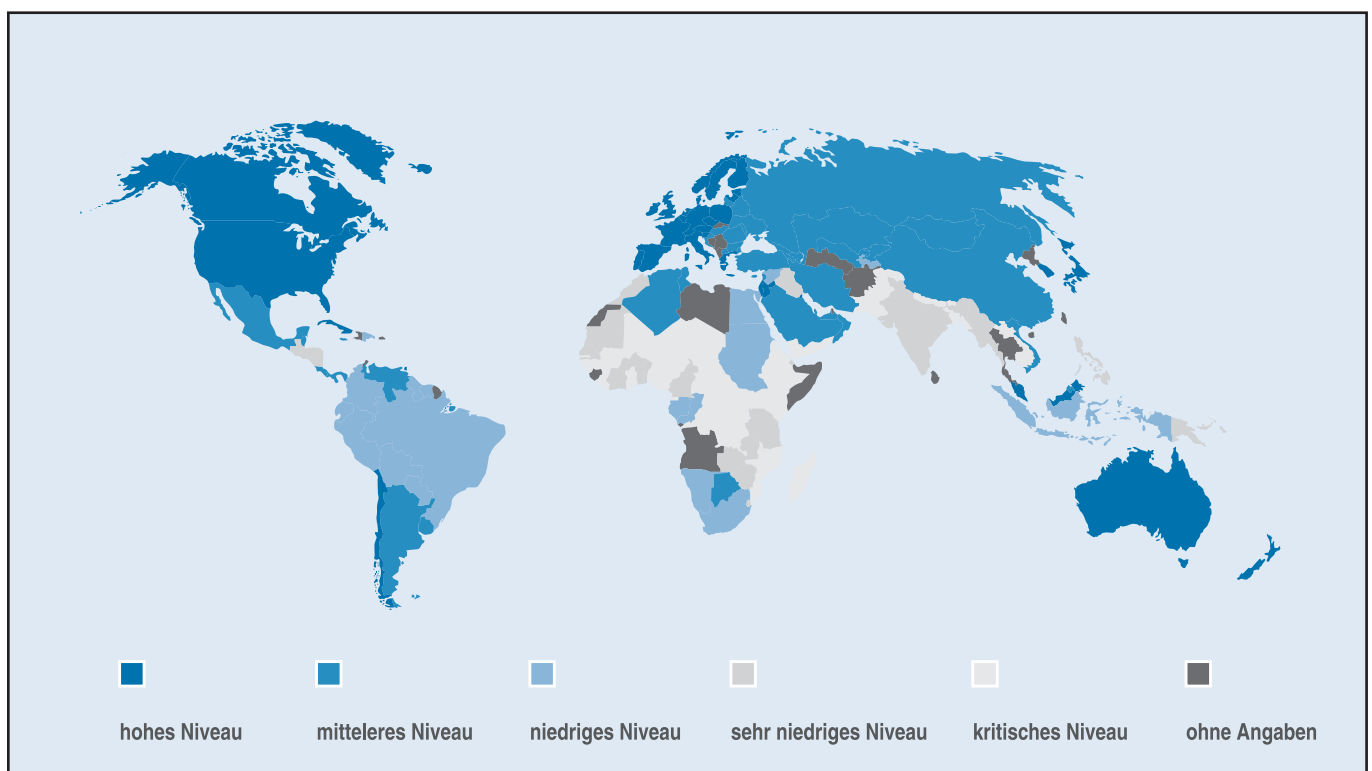 hohes Niveau
mitteleres Niveau
niedriges Niveau
sehr niedriges Niveau
kritisches Niveau
ohne Angaben